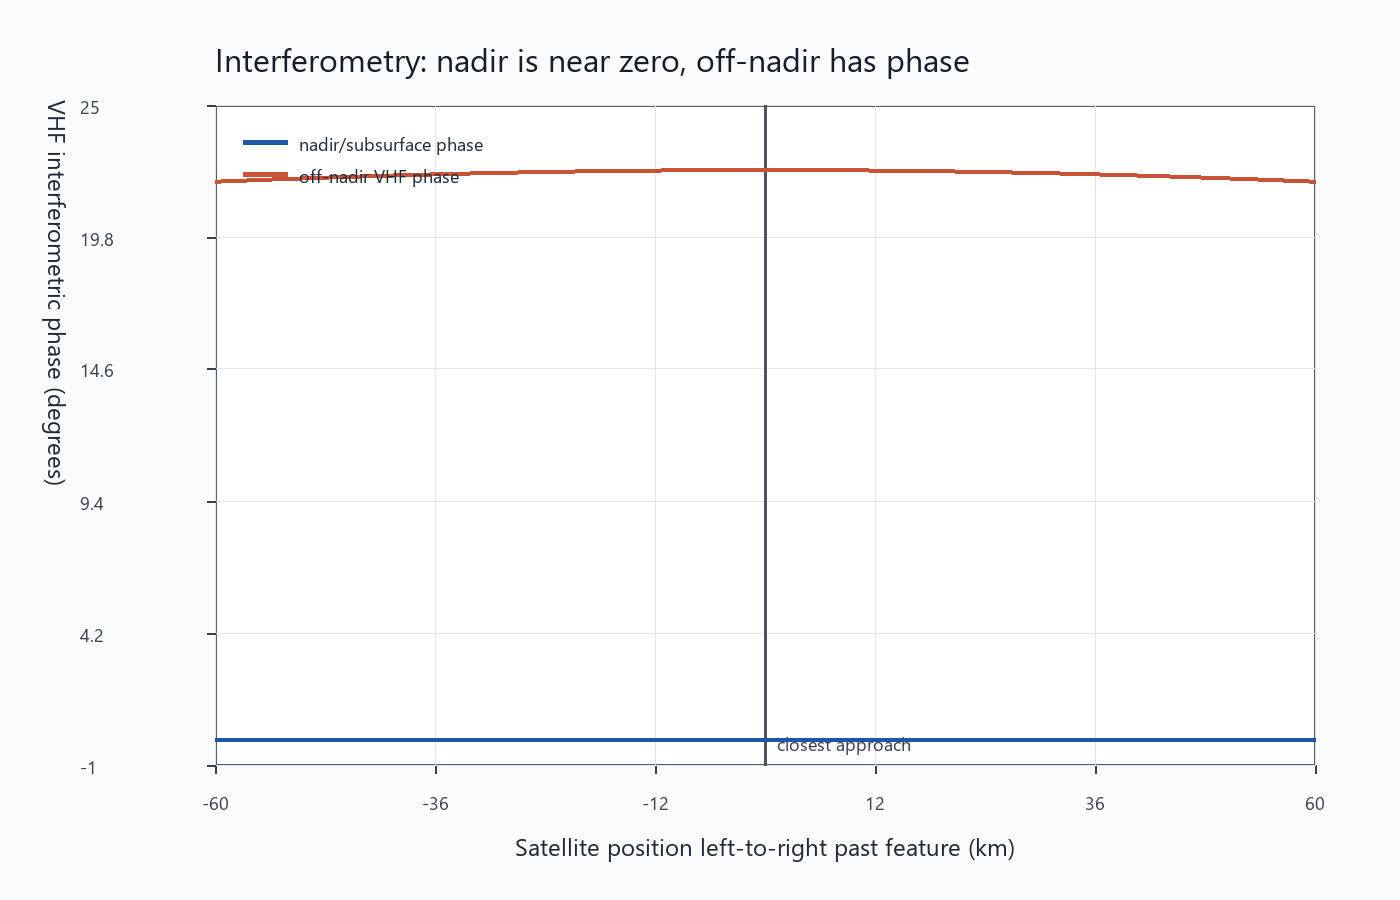 Interferometry: nadir is near zero, off-nadir has phase
VHF interferometric phase (degrees)
25
19.8
14.6
9.4
4.2
-1
nadir/subsurface phase
off-nadir VHF phase
closest approach
-60
-36
-12
12
36
60
Satellite position left-to-right past feature (km)